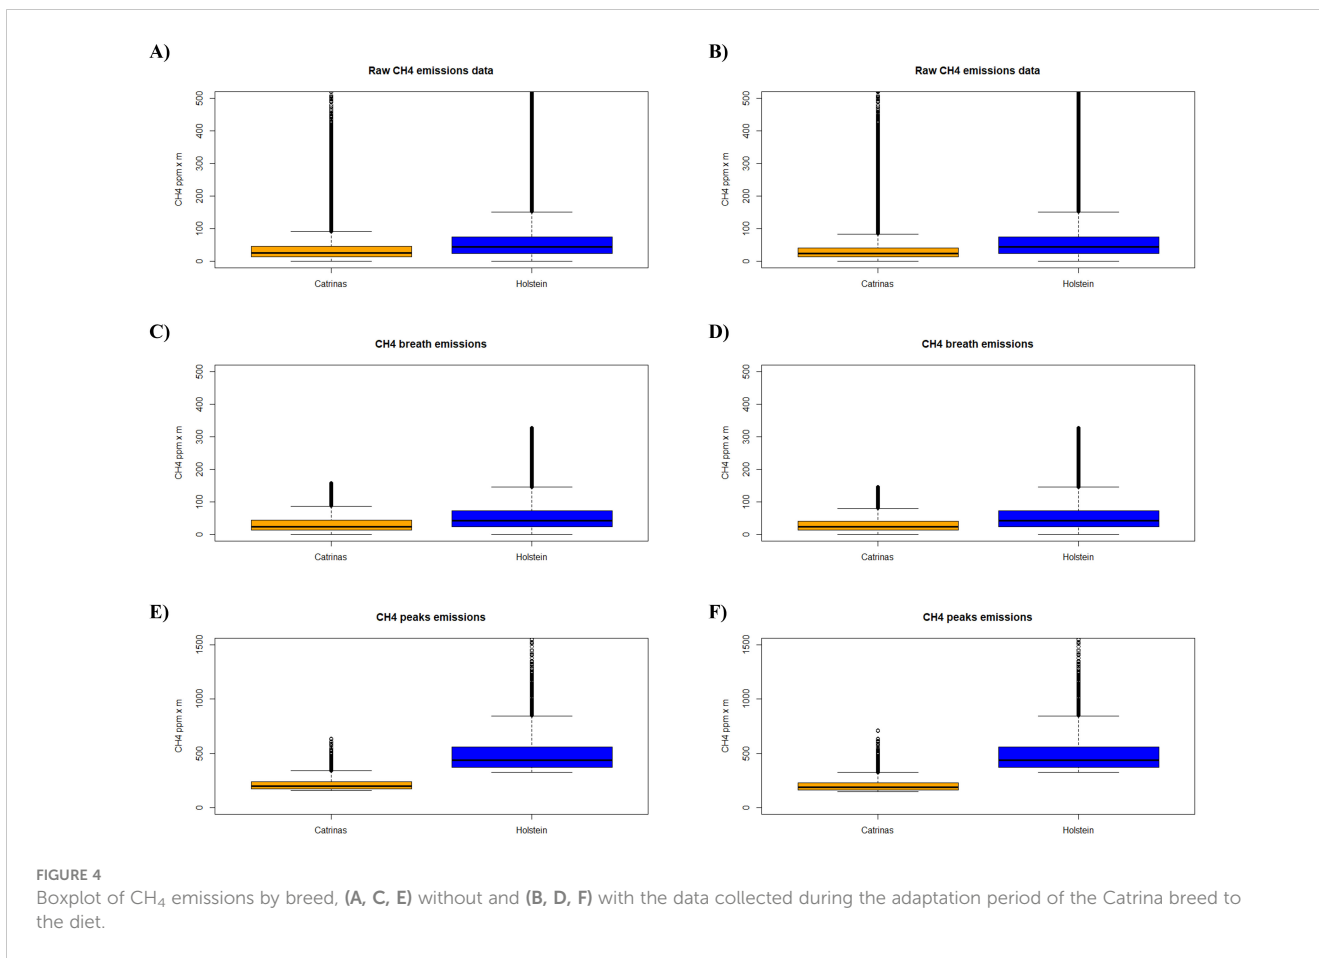 A)
Raw CH4 emissions data
CH4 ppm x m
500
400
300
200
100
0
Catrinas
Holstein
B)
Raw CH4 emissions data
CH4 ppm x m
500
400
300
200
100
0
Catrinas
Holstein
C)
CH4 breath emissions
CH4 ppm x m
500
400
300
200
100
0
Catrinas
Holstein
D)
CH4 breath emissions
CH4 ppm x m
500
400
300
200
100
0
Catrinas
Holstein
E)
CH4 peaks emissions
CH4 ppm x m
1500
1000
500
0
Catrinas
Holstein
F)
CH4 peaks emissions
CH4 ppm x m
1500
1000
500
0
Catrinas
Holstein
FIGURE 4
Boxplot of CH₄ emissions by breed, (A, C, E) without and (B, D, F) with the data collected during the adaptation period of the Catrina breed to
the diet.